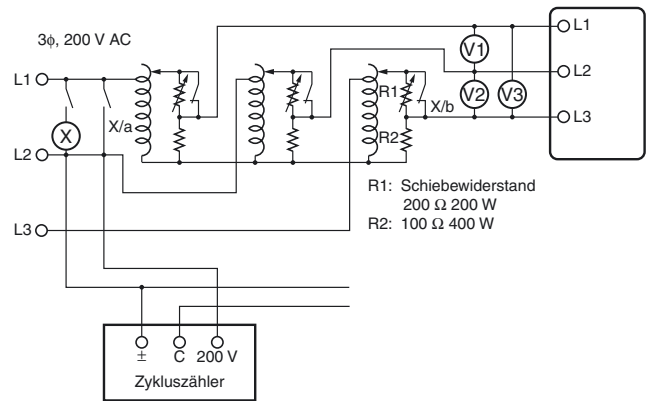 3ϕ, 200 V AC
L1
L2
L3
X
X/a
R1
R2
X/b
V1
V2
V3
L1
L2
L3
R1: Schiebewiderstand
200 Ω 200 W
R2: 100 Ω 400 W
± C 200 V
Zykluszähler